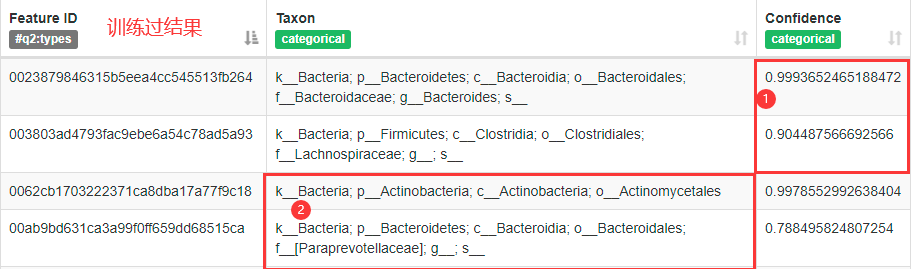 Feature ID 训练过结果 Taxon Confidence
#q2:types categorical categorical
0023879846315b5eea4cc545513fb264 k__Bacteria; p__Bacteroidetes; c__Bacteroidia; o__Bacteroidales; 0.9993652465188472
f__Bacteroidaceae; g__Bacteroides; s__ 1
003803ad4793fac9ebe6a54c78ad5a93 k__Bacteria; p__Firmicutes; c__Clostridia; o__Clostridiales; 0.904487566692566
f__Lachnospiraceae; g__; s__
0062cb1703222371ca8dba17a77f9c18 k__Bacteria; p__Actinobacteria; c__Actinobacteria; o__Actinomycetales 0.9978552992638404
2
00ab9bd631ca3a99f0ff659dd68515ca k__Bacteria; p__Bacteroidetes; c__Bacteroidia; o__Bacteroidales; 0.788495824807254
f__[Paraprevotellaceae]; g__; s__